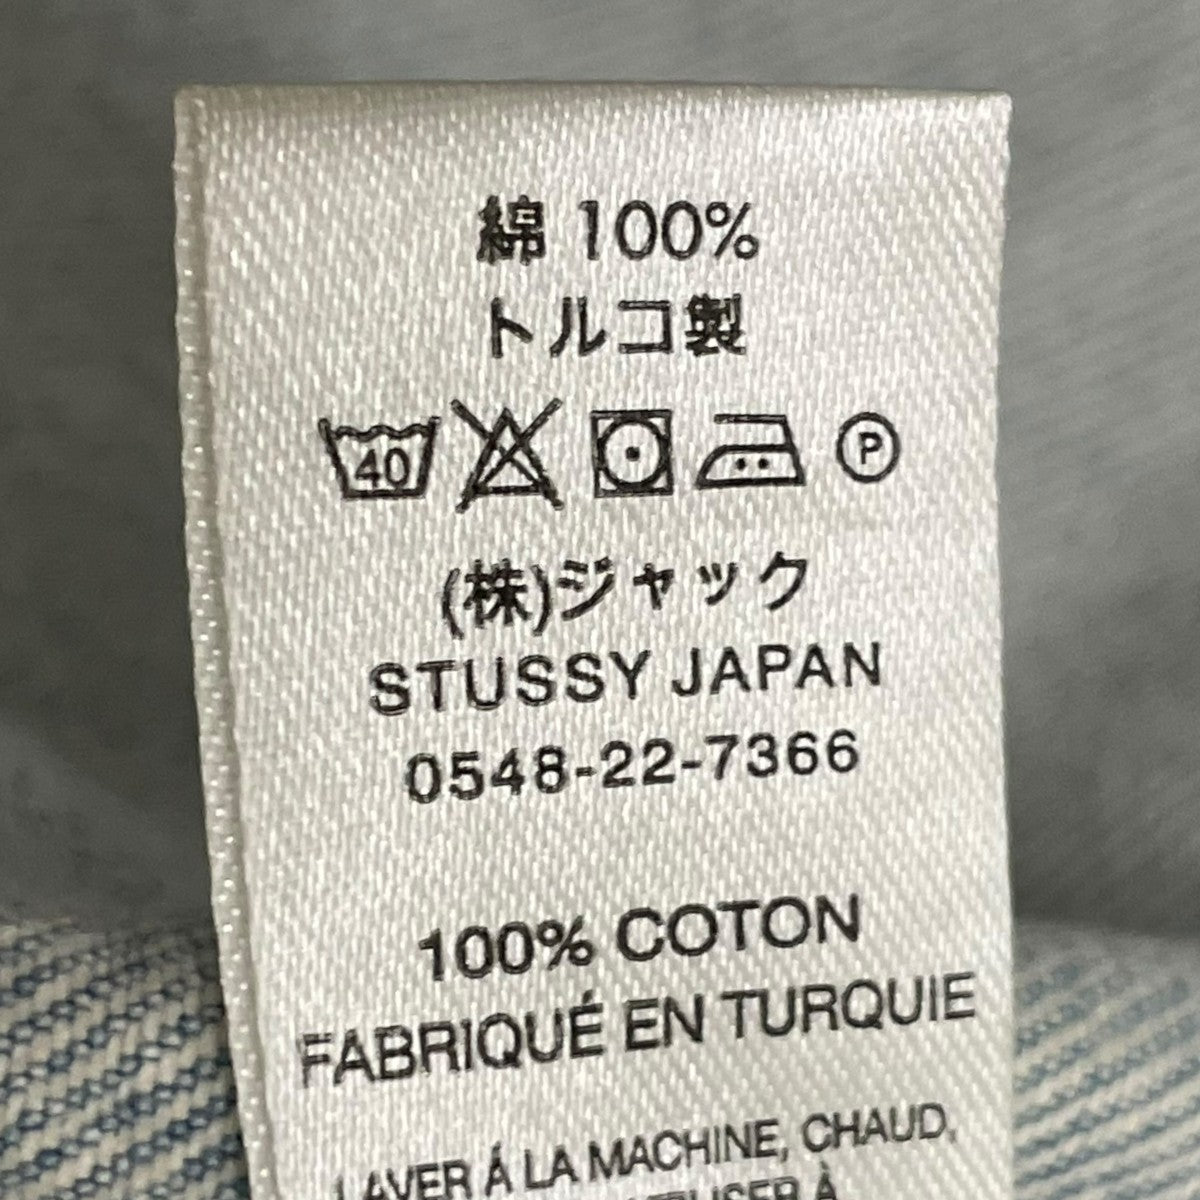 綿 100%
トルコ製
40 P
(株)ジャック
STUSSY JAPAN
0548-22-7366
100% COTON
FABRIQUÉ EN TURQUIE
LAVER Á LA MACHINE, CHAUD,